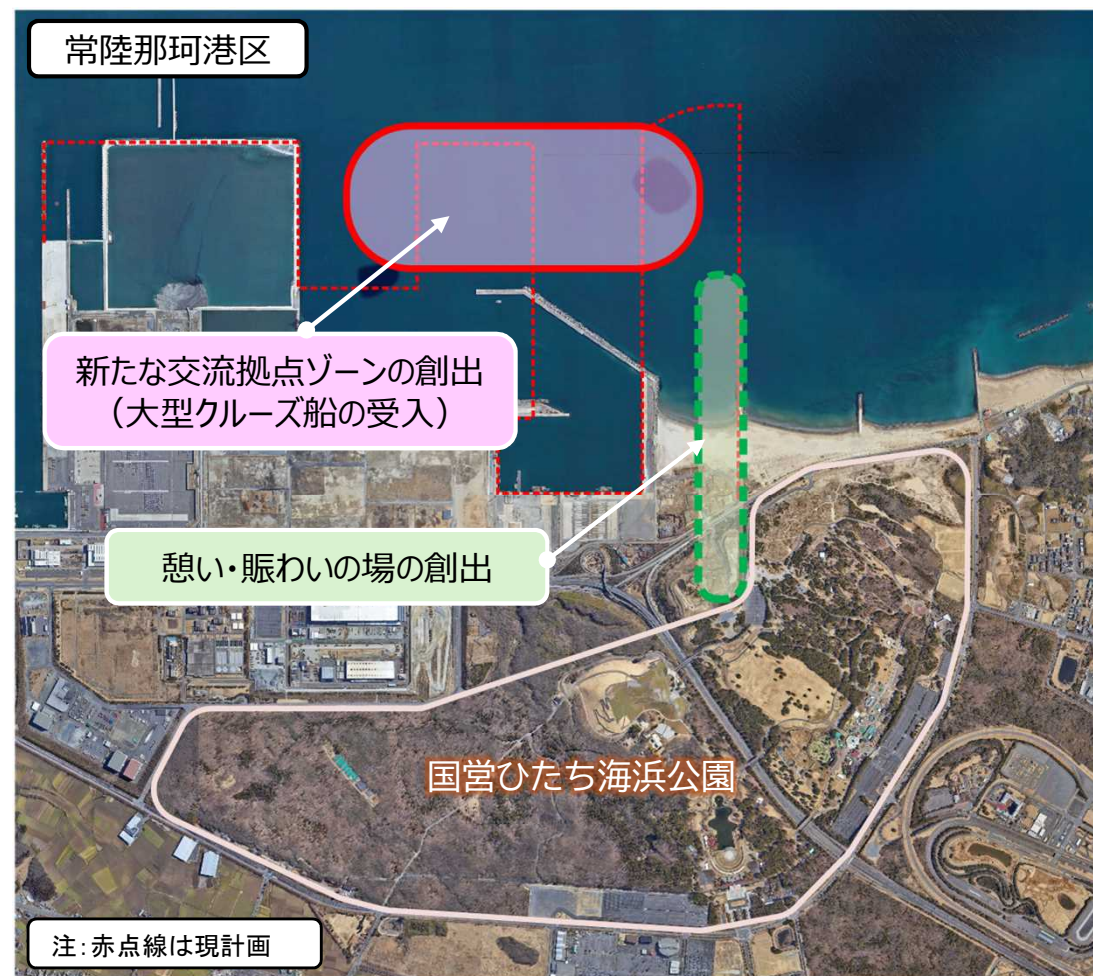 常陸那珂港区
新たな交流拠点ゾーンの創出
（大型クルーズ船の受入）
憩い・賑わいの場の創出
国営ひたち海浜公園
注：赤点線は現計画